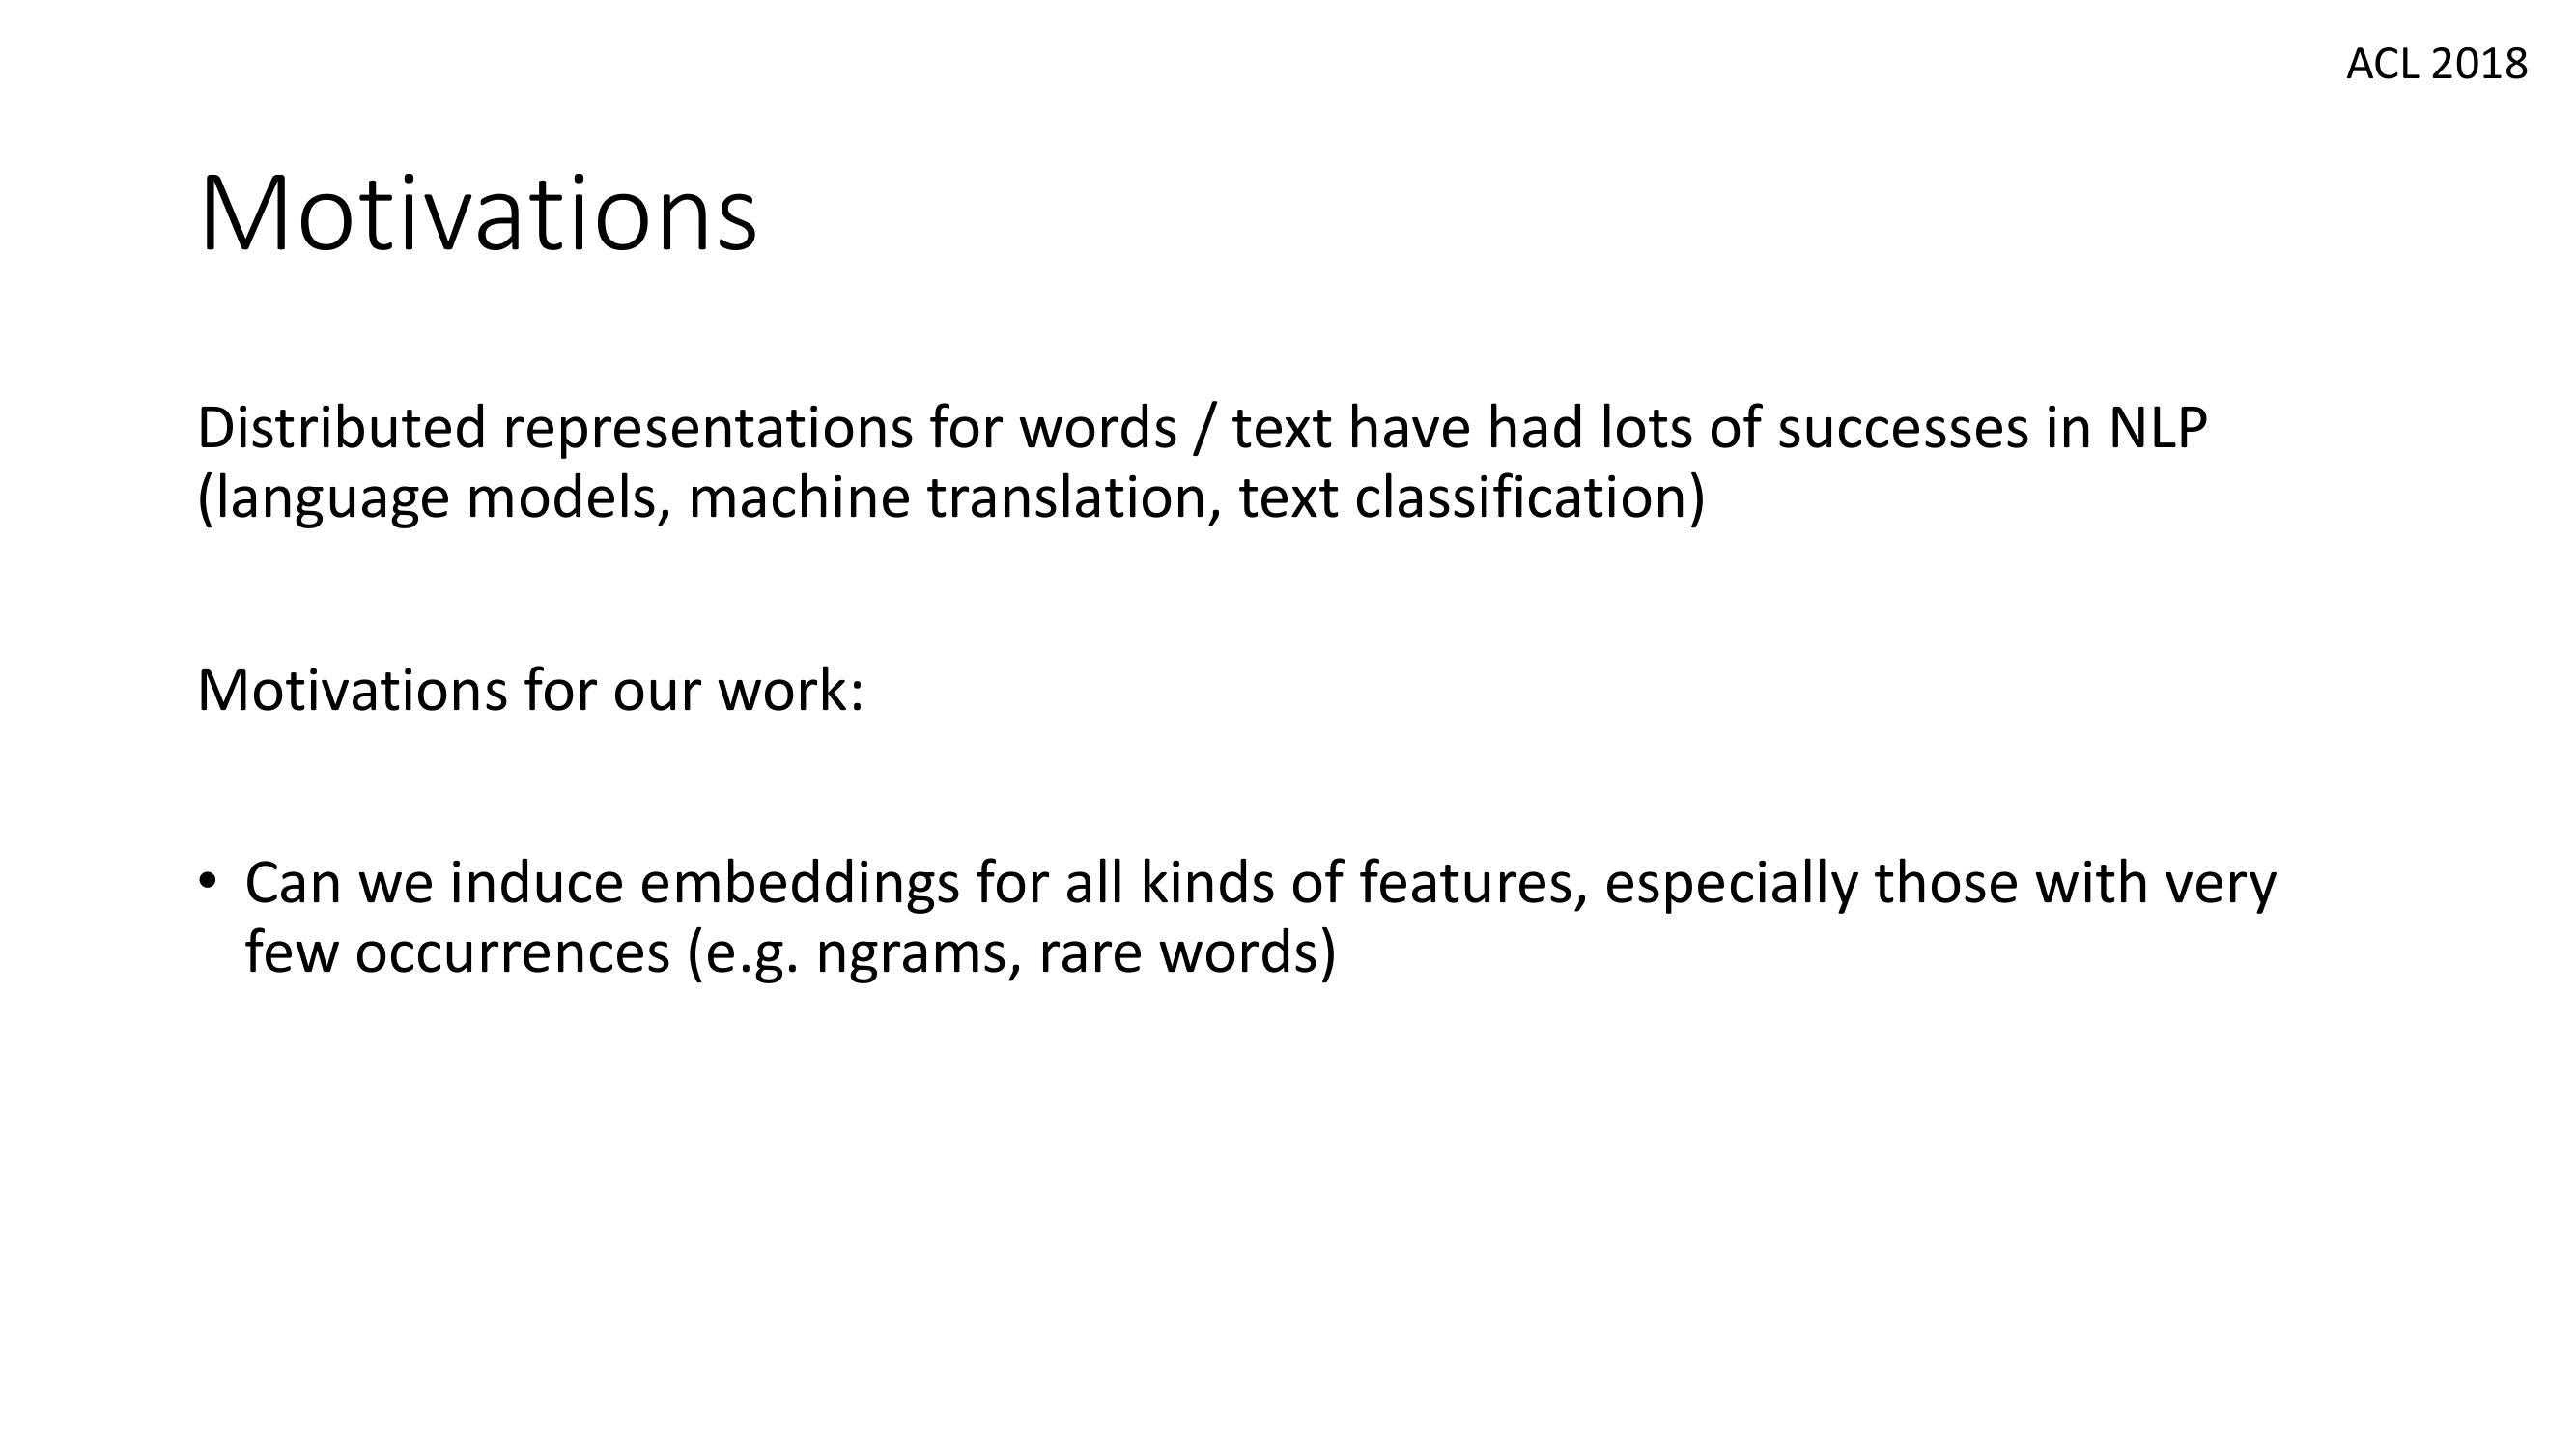 ACL 2018
Motivations
Distributed representations for words / text have had lots of successes in NLP
(language models, machine translation, text classification)
Motivations for our work:
• Can we induce embeddings for all kinds of features, especially those with very
few occurrences (e.g. ngrams, rare words)